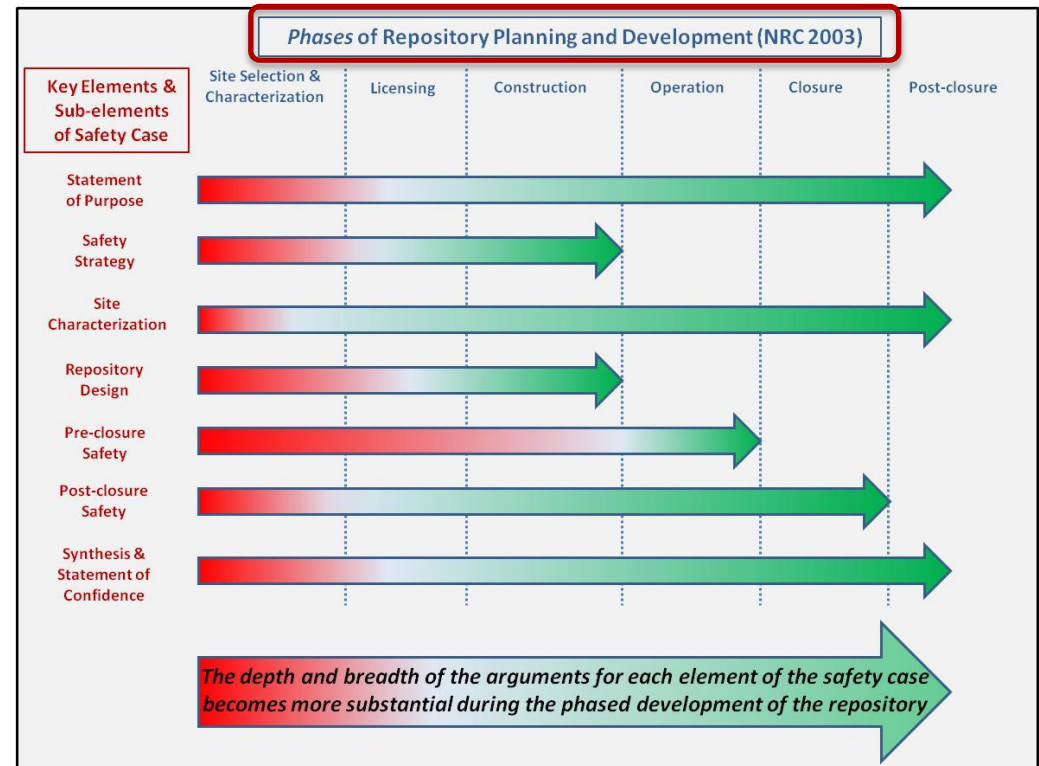 Phases of Repository Planning and Development (NRC 2003)
Key Elements &
Sub-elements
of Safety Case
Site Selection &
Characterization
Licensing
Construction
Operation
Closure
Post-closure
Statement
of Purpose
Safety
Strategy
Site
Characterization
Repository
Design
Pre-closure
Safety
Post-closure
Safety
Synthesis &
Statement of
Confidence
The depth and breadth of the arguments for each element of the safety case
becomes more substantial during the phased development of the repository